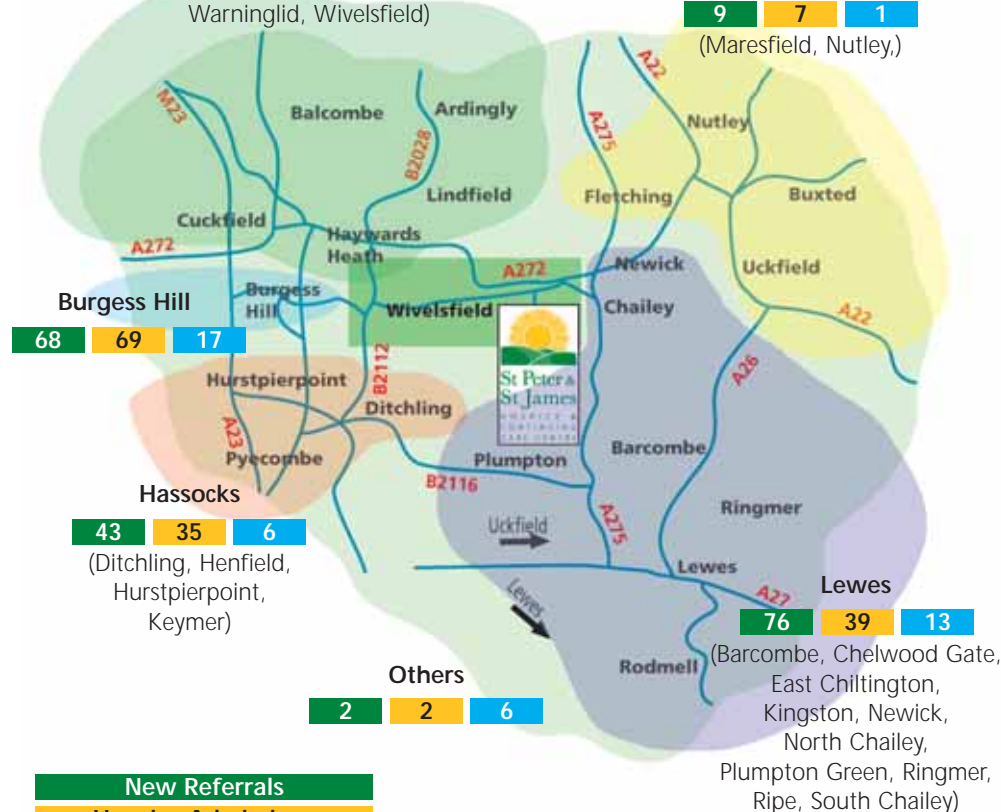 Warninglid, Wivelsfield)
9 7 1
(Maresfield, Nutley,)
M23
Balcombe
Ardingly
B2028
A275
A22
Nutley
Lindfield
Fletching
Buxted
Cuckfield
Haywards
Heath
A272
A272
Newick
Uckfield
Burgess Hill
68 69 17
Burgess
Hill
Wivelsfield
Chailey
A22
St Peter &
St James
HOSPICE &
CONTINUING
CARE CENTRE
B2112
A26
Hurstpierpoint
Ditchling
A23
Pyecombe
Plumpton
Barcombe
B2116
Ringmer
Hassocks
43 35 6
(Ditchling, Henfield,
Hurstpierpoint,
Keymer)
Uckfield
A275
Lewes
Lewes
A27
Lewes
76 39 13
(Barcombe, Chelwood Gate,
East Chiltington,
Kingston, Newick,
North Chailey,
Plumpton Green, Ringmer,
Ripe, South Chailey)
Rodmell
Others
2 2 6
New Referrals